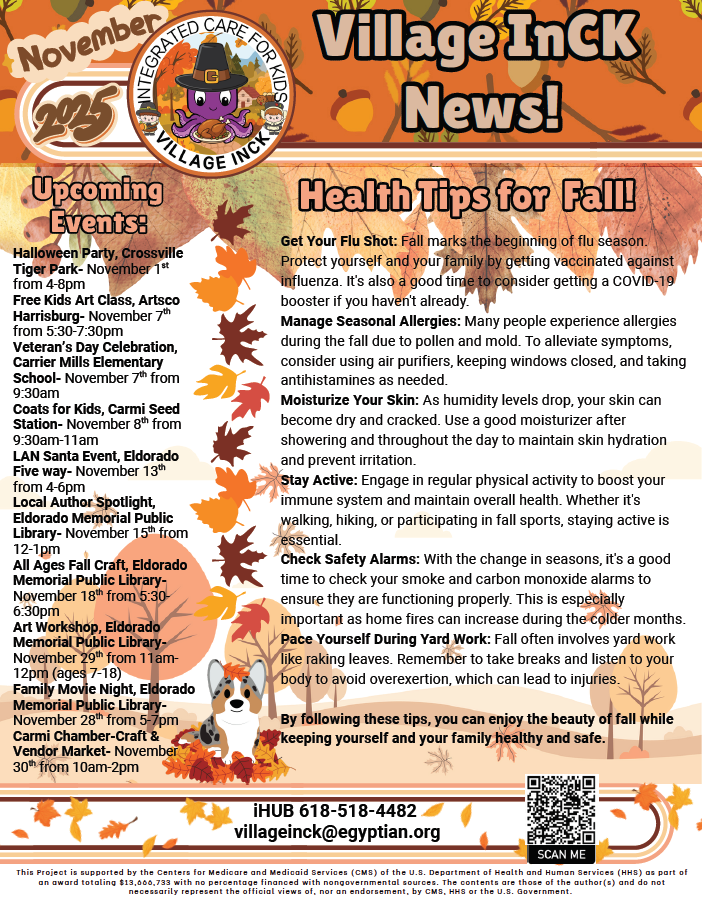 November
2025
INTEGRATED CARE FOR KIDS
G
VILLAGE INCK
Village InCK
News!
Upcoming
Events:
Halloween Party, Crossville
Tiger Park- November 1st
from 4-8pm
Free Kids Art Class, Artsco
Harrisburg- November 7th
from 5:30-7:30pm
Veteran's Day Celebration,
Carrier Mills Elementary
School- November 7th from
9:30am
Coats for Kids, Carmi Seed
Station- November 8th from
9:30am-11am
LAN Santa Event, Eldorado
Five way- November 13th
from 4-6pm
Local Author Spotlight,
Eldorado Memorial Public
Library- November 15th from
12-1pm
All Ages Fall Craft, Eldorado
Memorial Public Library-
November 18th from 5:30-
6:30pm
Art Workshop, Eldorado
Memorial Public Library-
November 29th from 11am-
12pm (ages 7-18)
Family Movie Night, Eldorado
Memorial Public Library-
November 28th from 5-7pm
Carmi Chamber-Craft &
Vendor Market- November
30th from 10am-2pm
Health Tips for Fall!
Get Your Flu Shot: Fall marks the beginning of flu season.
Protect yourself and your family by getting vaccinated against
influenza. It's also a good time to consider getting a COVID-19
booster if you haven't already.
Manage Seasonal Allergies: Many people experience allergies
during the fall due to pollen and mold. To alleviate symptoms,
consider using air purifiers, keeping windows closed, and taking
antihistamines as needed.
Moisturize Your Skin: As humidity levels drop, your skin can
become dry and cracked. Use a good moisturizer after
showering and throughout the day to maintain skin hydration
and prevent irritation.
Stay Active: Engage in regular physical activity to boost your
immune system and maintain overall health. Whether it's
walking, hiking, or participating in fall sports, staying active is
essential.
Check Safety Alarms: With the change in seasons, it's a good
time to check your smoke and carbon monoxide alarms to
ensure they are functioning properly. This is especially
important as home fires can increase during the colder months.
Pace Yourself During Yard Work: Fall often involves yard work
like raking leaves. Remember to take breaks and listen to your
body to avoid overexertion, which can lead to injuries.
By following these tips, you can enjoy the beauty of fall while
keeping yourself and your family healthy and safe.
iHUB 618-518-4482
villageinck@egyptian.org
SCAN ME
This Project is supported by the Centers for Medicare and Medicaid Services (CMS) of the U.S. Department of Health and Human Services (HHS) as part of
an award totaling $13,666,733 with no percentage financed with nongovernmental sources. The contents are those of the author(s) and do not
necessarily represent the official views of, nor an endorsement, by CMS, HHS or the U.S. Government.